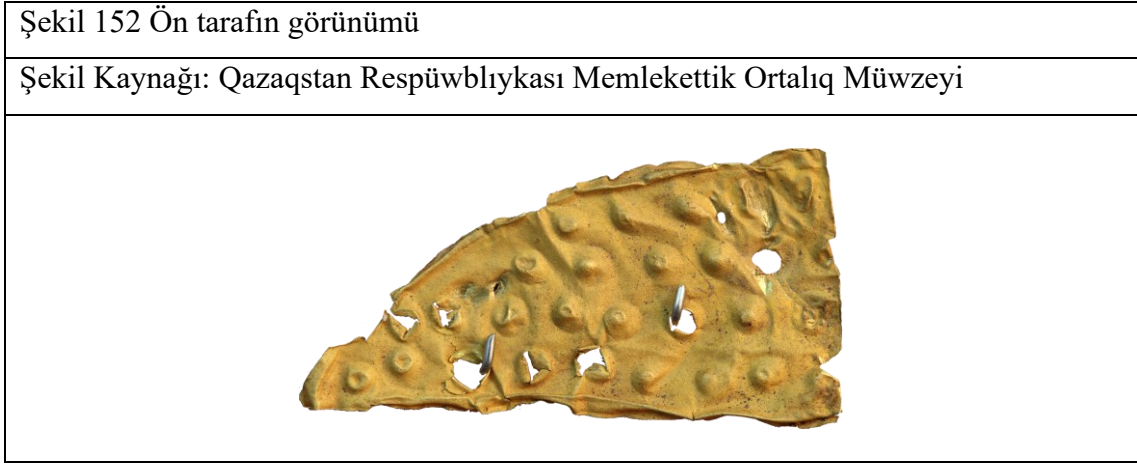 Şekil 152 Ön tarafın görünümü
Şekil Kaynağı: Qazaqstan Respüwblıykası Memlekettik Ortalıq Müwzeyi